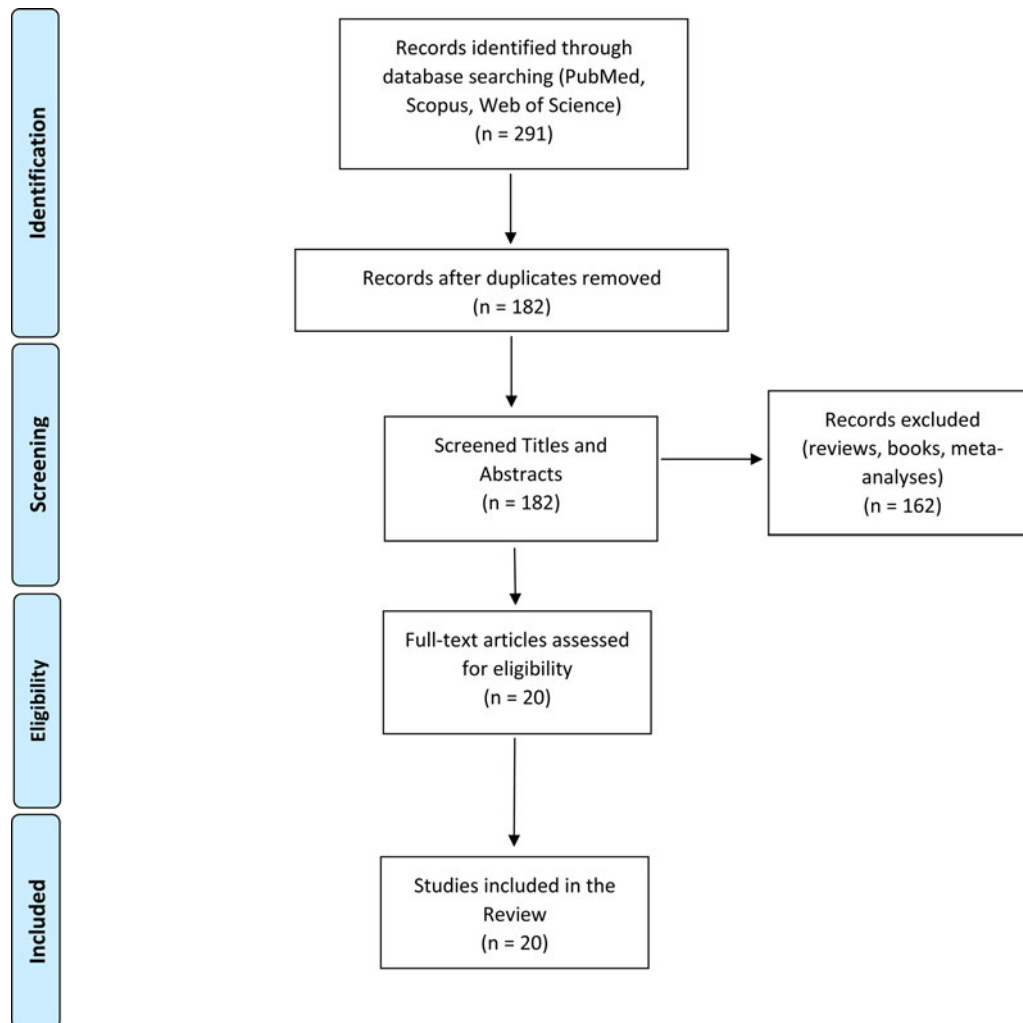 Identification
Records identified through
database searching (PubMed,
Scopus, Web of Science)
(n = 291)
Records after duplicates removed
(n = 182)
Screening
Screened Titles and
Abstracts
(n = 182)
Records excluded
(reviews, books, meta-
analyses)
(n = 162)
Eligibility
Full-text articles assessed
for eligibility
(n = 20)
Included
Studies included in the
Review
(n = 20)